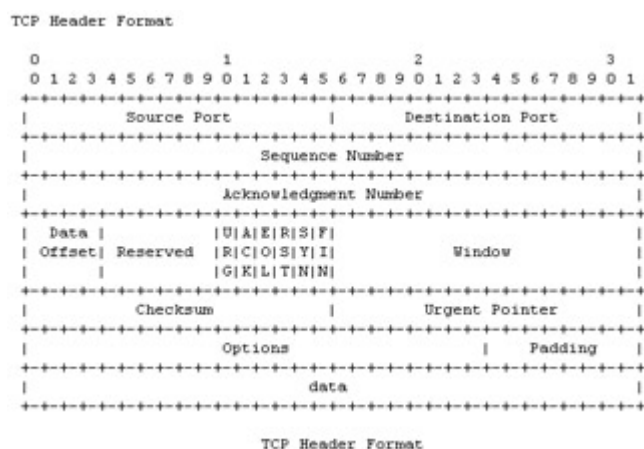 TCP Header Format
0                   1                   2                   3
0 1 2 3 4 5 6 7 8 9 0 1 2 3 4 5 6 7 8 9 0 1 2 3 4 5 6 7 8 9 0 1
+-+-+-+-+-+-+-+-+-+-+-+-+-+-+-+-+-+-+-+-+-+-+-+-+-+-+-+-+-+-+-+-+
|          Source Port          |       Destination Port        |
+-+-+-+-+-+-+-+-+-+-+-+-+-+-+-+-+-+-+-+-+-+-+-+-+-+-+-+-+-+-+-+-+
|                        Sequence Number                        |
+-+-+-+-+-+-+-+-+-+-+-+-+-+-+-+-+-+-+-+-+-+-+-+-+-+-+-+-+-+-+-+-+
|                    Acknowledgment Number                      |
+-+-+-+-+-+-+-+-+-+-+-+-+-+-+-+-+-+-+-+-+-+-+-+-+-+-+-+-+-+-+-+-+
|  Data |           |U|A|E|R|S|F|                               |
| Offset| Reserved  |R|C|O|S|Y|I|            Window             |
|       |           |G|K|L|T|N|N|                               |
+-+-+-+-+-+-+-+-+-+-+-+-+-+-+-+-+-+-+-+-+-+-+-+-+-+-+-+-+-+-+-+-+
|           Checksum            |         Urgent Pointer        |
+-+-+-+-+-+-+-+-+-+-+-+-+-+-+-+-+-+-+-+-+-+-+-+-+-+-+-+-+-+-+-+-+
|                    Options                    |    Padding    |
+-+-+-+-+-+-+-+-+-+-+-+-+-+-+-+-+-+-+-+-+-+-+-+-+-+-+-+-+-+-+-+-+
|                             data                              |
+-+-+-+-+-+-+-+-+-+-+-+-+-+-+-+-+-+-+-+-+-+-+-+-+-+-+-+-+-+-+-+-+
TCP Header Format